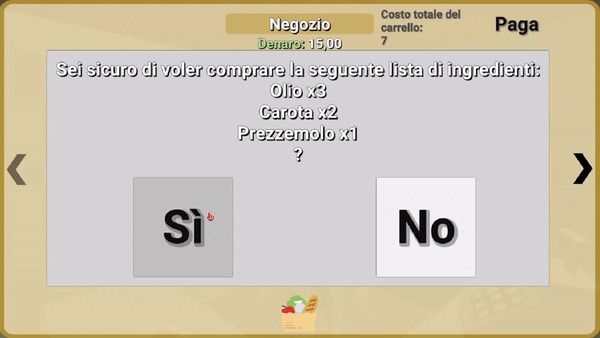 Negozio
Denaro: 15,00
Costo totale del
carrello:
7
Paga
Sei sicuro di voler comprare la seguente lista di ingredienti:
Olio x3
Carota x2
Prezzemolo x1
?
Sì
No